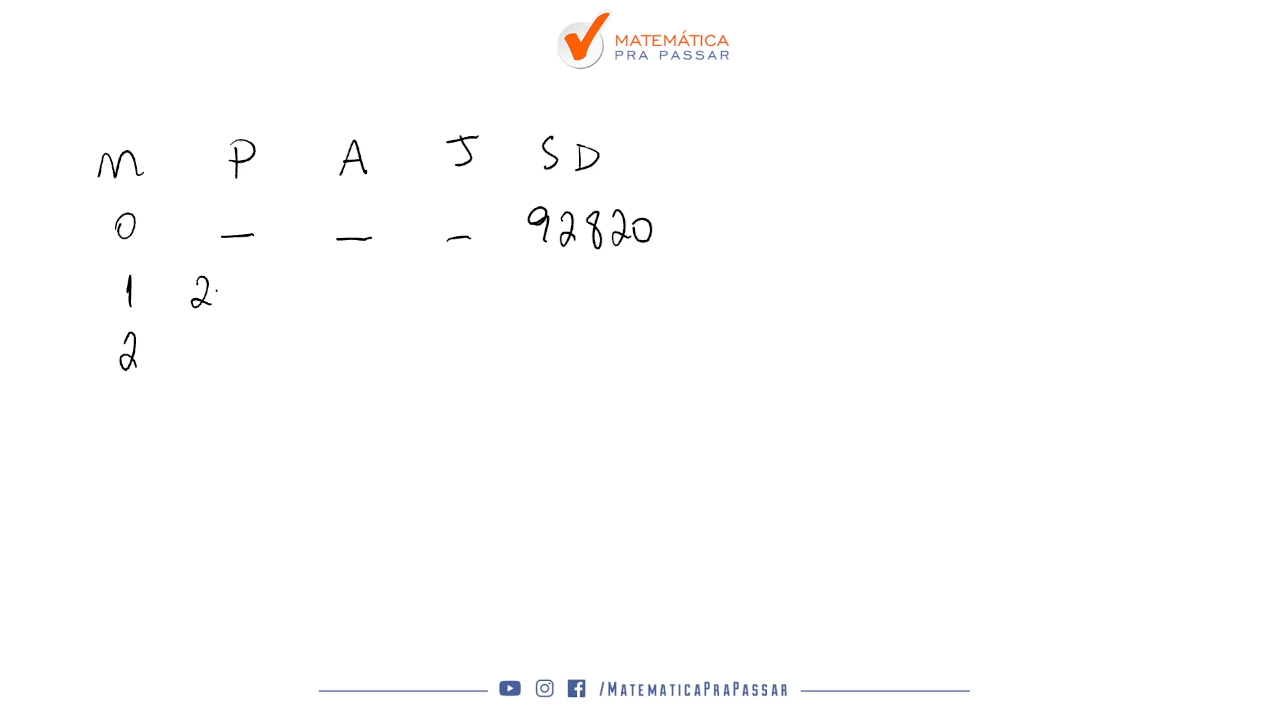 MATEMÁTICA
PRA PASSAR
M P A J SD
0 — — — 92820
1 2.
2
/MATEMATICAPRAPASSAR